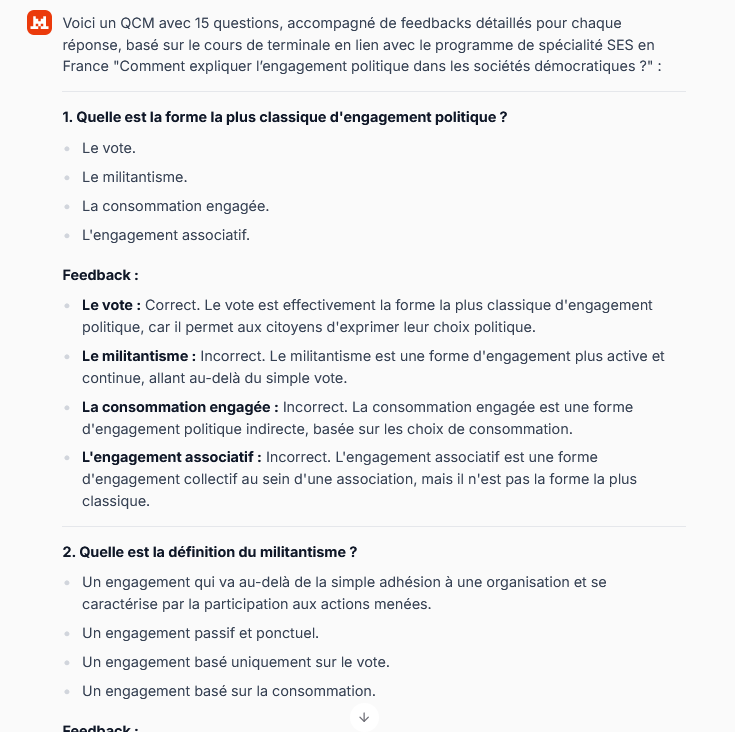 Voici un QCM avec 15 questions, accompagné de feedbacks détaillés pour chaque
réponse, basé sur le cours de terminale en lien avec le programme de spécialité SES en
France "Comment expliquer l’engagement politique dans les sociétés démocratiques ?" :
1. Quelle est la forme la plus classique d'engagement politique ?
Le vote.
Le militantisme.
La consommation engagée.
L'engagement associatif.
Feedback :
Le vote : Correct. Le vote est effectivement la forme la plus classique d'engagement
politique, car il permet aux citoyens d'exprimer leur choix politique.
Le militantisme : Incorrect. Le militantisme est une forme d'engagement plus active et
continue, allant au-delà du simple vote.
La consommation engagée : Incorrect. La consommation engagée est une forme
d'engagement politique indirecte, basée sur les choix de consommation.
L'engagement associatif : Incorrect. L'engagement associatif est une forme
d'engagement collectif au sein d'une association, mais il n'est pas la forme la plus
classique.
2. Quelle est la définition du militantisme ?
Un engagement qui va au-delà de la simple adhésion à une organisation et se
caractérise par la participation aux actions menées.
Un engagement passif et ponctuel.
Un engagement basé uniquement sur le vote.
Un engagement basé sur la consommation.
Feedback :